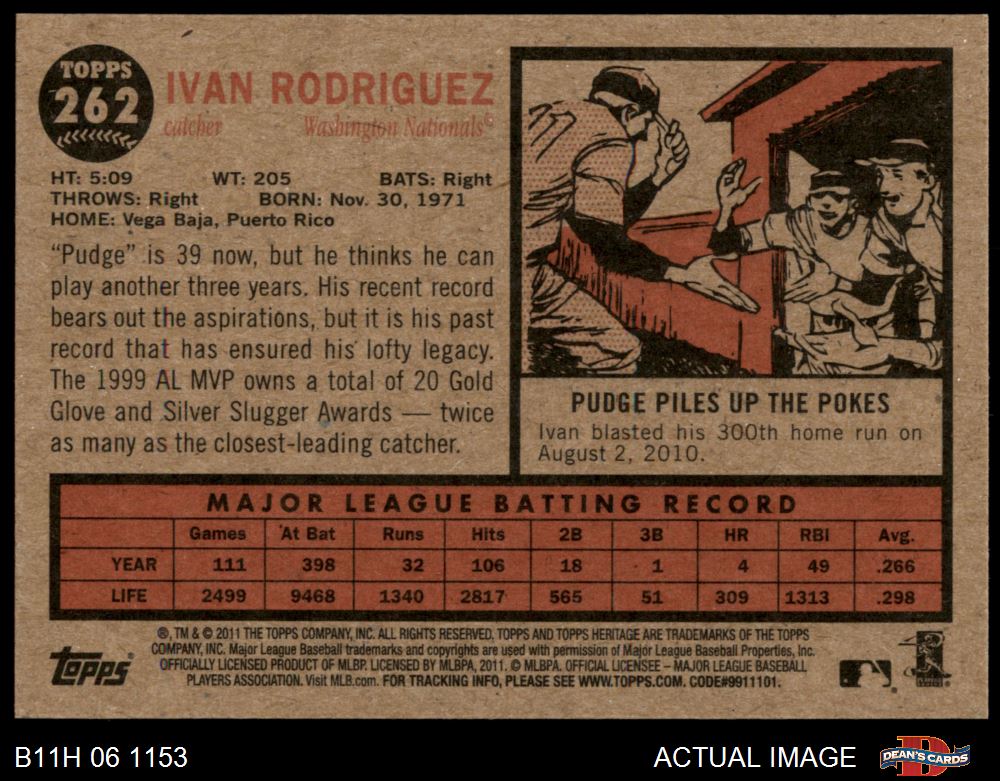 TOPPS
262
IVAN RODRIGUEZ
catcher Washington Nationals©
HT: 5:09 WT: 205 BATS: Right
THROWS: Right BORN: Nov. 30, 1971
HOME: Vega Baja, Puerto Rico
"Pudge" is 39 now, but he thinks he can
play another three years. His recent record
bears out the aspirations, but it is his past
record that has ensured his lofty legacy.
The 1999 AL MVP owns a total of 20 Gold
Glove and Silver Slugger Awards — twice
as many as the closest-leading catcher.
PUDGE PILES UP THE POKES
Ivan blasted his 300th home run on
August 2, 2010.
MAJOR LEAGUE BATTING RECORD
Games At Bat Runs Hits 2B 3B HR RBI Avg.
YEAR 111 398 32 106 18 1 4 49 .266
LIFE 2499 9468 1340 2817 565 51 309 1313 .298
®, TM & © 2011 THE TOPPS COMPANY, INC. ALL RIGHTS RESERVED, TOPPS AND TOPPS HERITAGE ARE TRADEMARKS OF THE TOPPS
COMPANY, INC. Major League Baseball trademarks and copyrights are used with permission of Major League Baseball Properties, Inc.
OFFICIALLY LICENSED PRODUCT OF MLBP. LICENSED BY MLBPA, 2011. © MLBPA. OFFICIAL LICENSEE – MAJOR LEAGUE BASEBALL
PLAYERS ASSOCIATION. Visit MLB.com. FOR TRACKING INFO, PLEASE SEE WWW.TOPPS.COM. CODE#9911101.
Topps
B11H 06 1153
ACTUAL IMAGE
DEAN'S CARDS